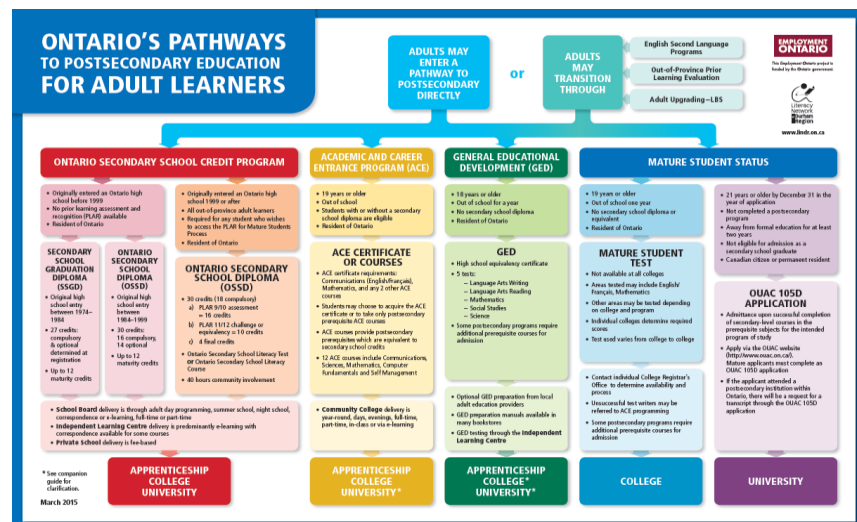 ONTARIO'S PATHWAYS
TO POSTSECONDARY EDUCATION
FOR ADULT LEARNERS
ADULTS MAY
ENTER A
PATHWAY TO
POSTSECONDARY
DIRECTLY
or
ADULTS
MAY
TRANSITION
THROUGH
English Second Language
Programs
Out-of-Province Prior
Learning Evaluation
Adult Upgrading –LBS
EMPLOYMENT
ONTARIO
This Employment Ontario project is
funded by the Ontario government
Literacy
Network
Durham
Region
www.lindr.on.ca
ONTARIO SECONDARY SCHOOL CREDIT PROGRAM
• Originally entered an Ontario high
school before 1999
• No prior learning assessment and
recognition (PLAR) available
• Resident of Ontario
SECONDARY
SCHOOL
GRADUATION
DIPLOMA
(SSGD)
• Original high
school entry
between 1974–
1984
• 27 credits:
compulsory
& optional
determined at
registration
• Up to 12
maturity credits
ONTARIO
SECONDARY
SCHOOL
DIPLOMA
(OSSD)
• Original high
school entry
between
1984–1999
• 30 credits:
16 compulsory,
14 optional
• Up to 12
maturity credits
• Originally entered an Ontario high school
1999 or after
• All out-of-province adult learners
• Required for any student who wishes
to access the PLAR for Mature Students
Process
• Resident of Ontario
ONTARIO SECONDARY
SCHOOL DIPLOMA
(OSSD)
• 30 credits (18 compulsory)
a) PLAR 9/10 assessment
= 16 credits
b) PLAR 11/12 challenge or
equivalency = 10 credits
c) 4 final credits
• Ontario Secondary School Literacy Test
or Ontario Secondary School Literacy
Course
• 40 hours community involvement
• School Board delivery is through adult day programming, summer school, night school,
correspondence or e-learning, full-time or part-time
• Independent Learning Centre delivery is predominantly e-learning with
correspondence available for some courses
• Private School delivery is fee-based
APPRENTICESHIP
COLLEGE
UNIVERSITY
ACADEMIC AND CAREER
ENTRANCE PROGRAM (ACE)
• 19 years or older
• Out of school
• Students with or without a secondary
school diploma are eligible
• Resident of Ontario
ACE CERTIFICATE
OR COURSES
• ACE certificate requirements:
Communications (English/Français),
Mathematics, and any 2 other ACE
courses
• Students may choose to acquire the ACE
certificate or to take only postsecondary
prerequisite ACE courses
• ACE courses provide postsecondary
prerequisites which are equivalent to
secondary school credits
• 12 ACE courses include Communications,
Sciences, Mathematics, Computer
Fundamentals and Self Management
• Community College delivery is
year-round, days, evenings, full-time,
part-time, in-class or via e-learning
APPRENTICESHIP
COLLEGE
UNIVERSITY*
GENERAL EDUCATIONAL
DEVELOPMENT (GED)
• 18 years or older
• Out of school for a year
• No secondary school diploma
• Resident of Ontario
GED
• High school equivalency certificate
• 5 tests:
– Language Arts Writing
– Language Arts Reading
– Mathematics
– Social Studies
– Science
• Some postsecondary programs require
additional prerequisite courses for
admission
• Optional GED preparation from local
adult education providers
• GED preparation manuals available in
many bookstores
• GED testing through the Independent
Learning Centre
APPRENTICESHIP
COLLEGE*
UNIVERSITY*
MATURE STUDENT STATUS
• 19 years or older
• Out of school one year
• No secondary school diploma or
equivalent
• Resident of Ontario
MATURE STUDENT
TEST
• Not available at all colleges
• Areas tested may include English/
Français, Mathematics
• Other areas may be tested depending
on college and program
• Individual colleges determine required
scores
• Test used varies from college to college
• Contact individual College Registrar's
Office to determine availability and
process
• Unsuccessful test writers may be
referred to ACE programming
• Some postsecondary programs require
additional prerequisite courses for
admission
COLLEGE
• 21 years or older by December 31 in the
year of application
• Not completed a postsecondary
program
• Away from formal education for at least
two years
• Not eligible for admission as a
secondary school graduate
• Canadian citizen or permanent resident
OUAC 105D
APPLICATION
• Admittance upon successful completion
of secondary-level courses in the
prerequisite subjects for the intended
program of study
• Apply via the OUAC website
(http://www.ouac.on.ca/).
Mature applicants must complete an
OUAC 105D application
• If the applicant attended a
postsecondary institution within
Ontario, there will be a request for a
transcript through the OUAC 105D
application
UNIVERSITY
* See companion
guide for
clarification.
March 2015